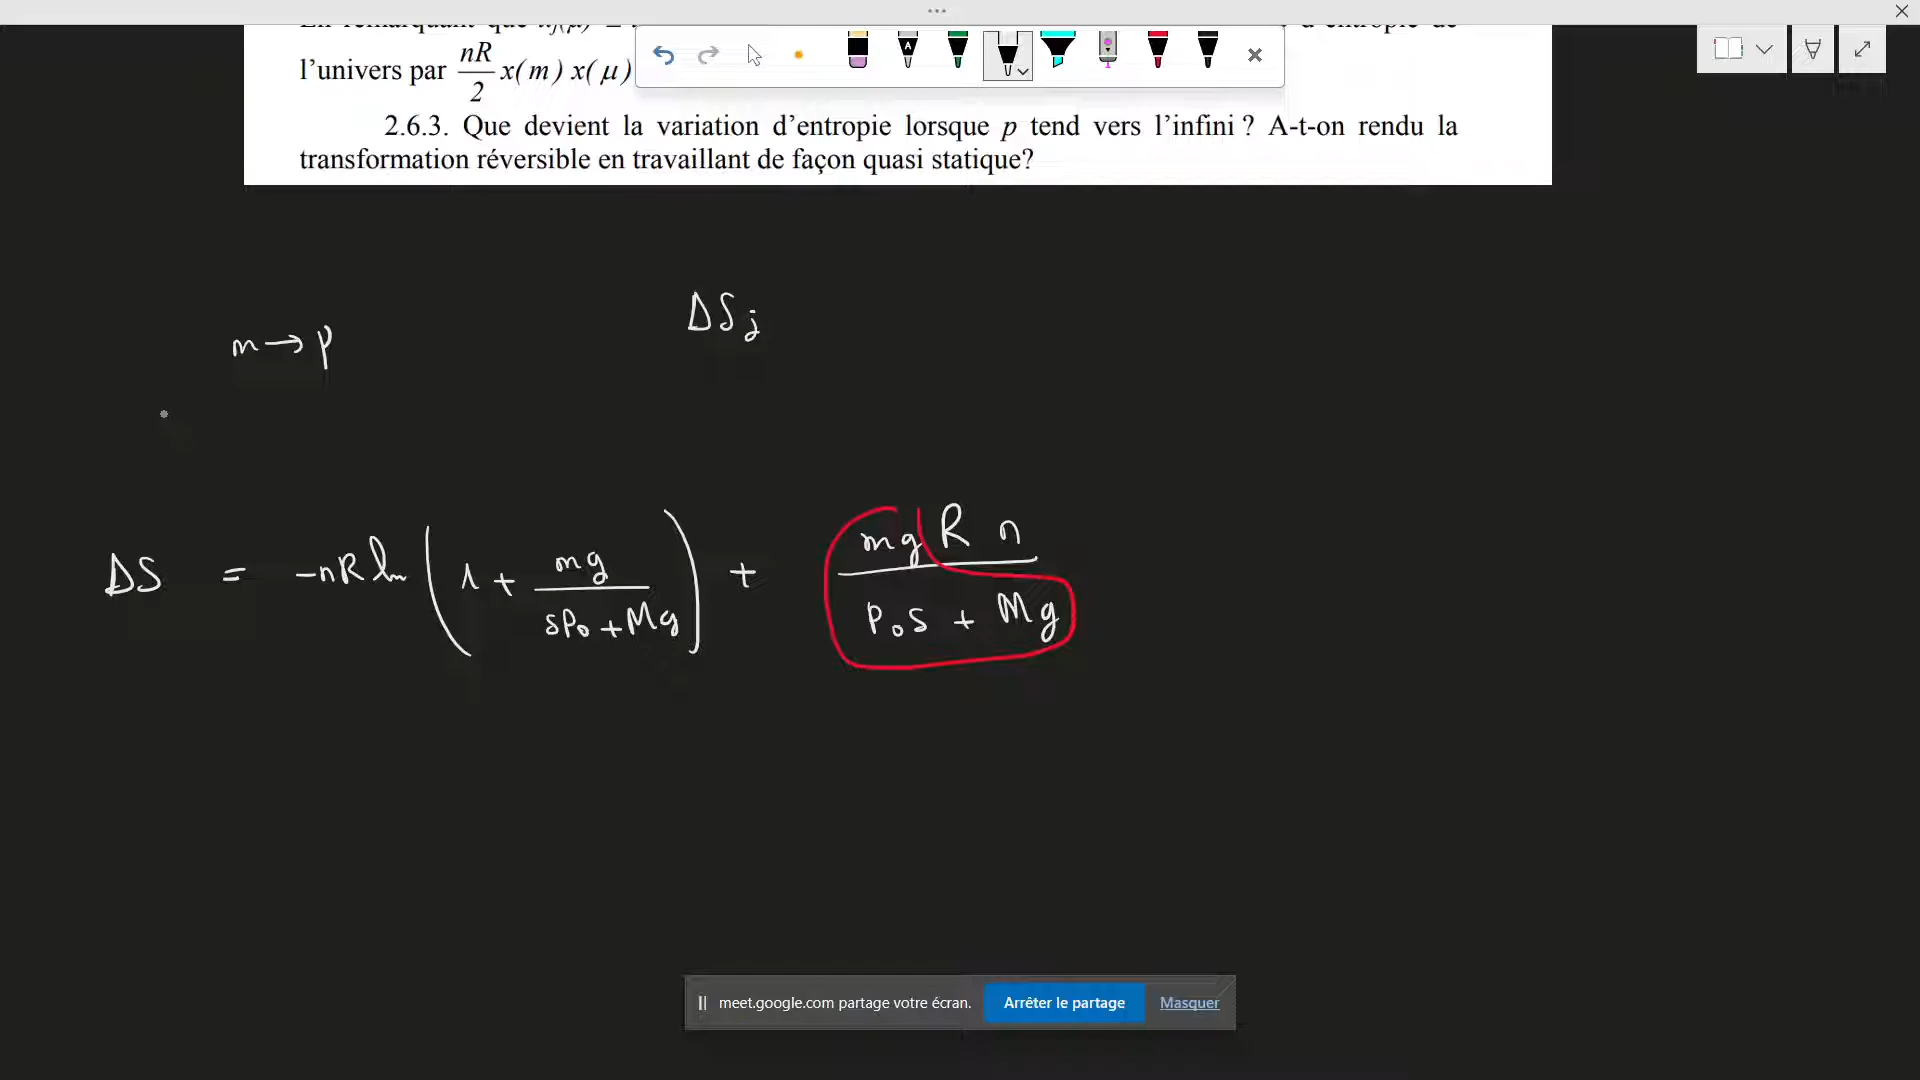 l'univers par nR/2 x(m) x(μ)
2.6.3. Que devient la variation d'entropie lorsque p tend vers l'infini ? A-t-on rendu la
transformation réversible en travaillant de façon quasi statique?
ΔSj
m → p
ΔS = -nR ln (1 + mg/(sP₀ + Mg)) + mg R n/(P₀s + Mg)
meet.google.com partage votre écran. Arrêter le partage Masquer